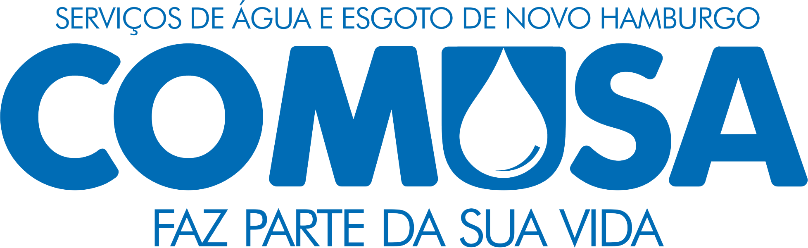 SERVIÇOS DE ÁGUA E ESGOTO DE NOVO HAMBURGO
COMUSA
FAZ PARTE DA SUA VIDA